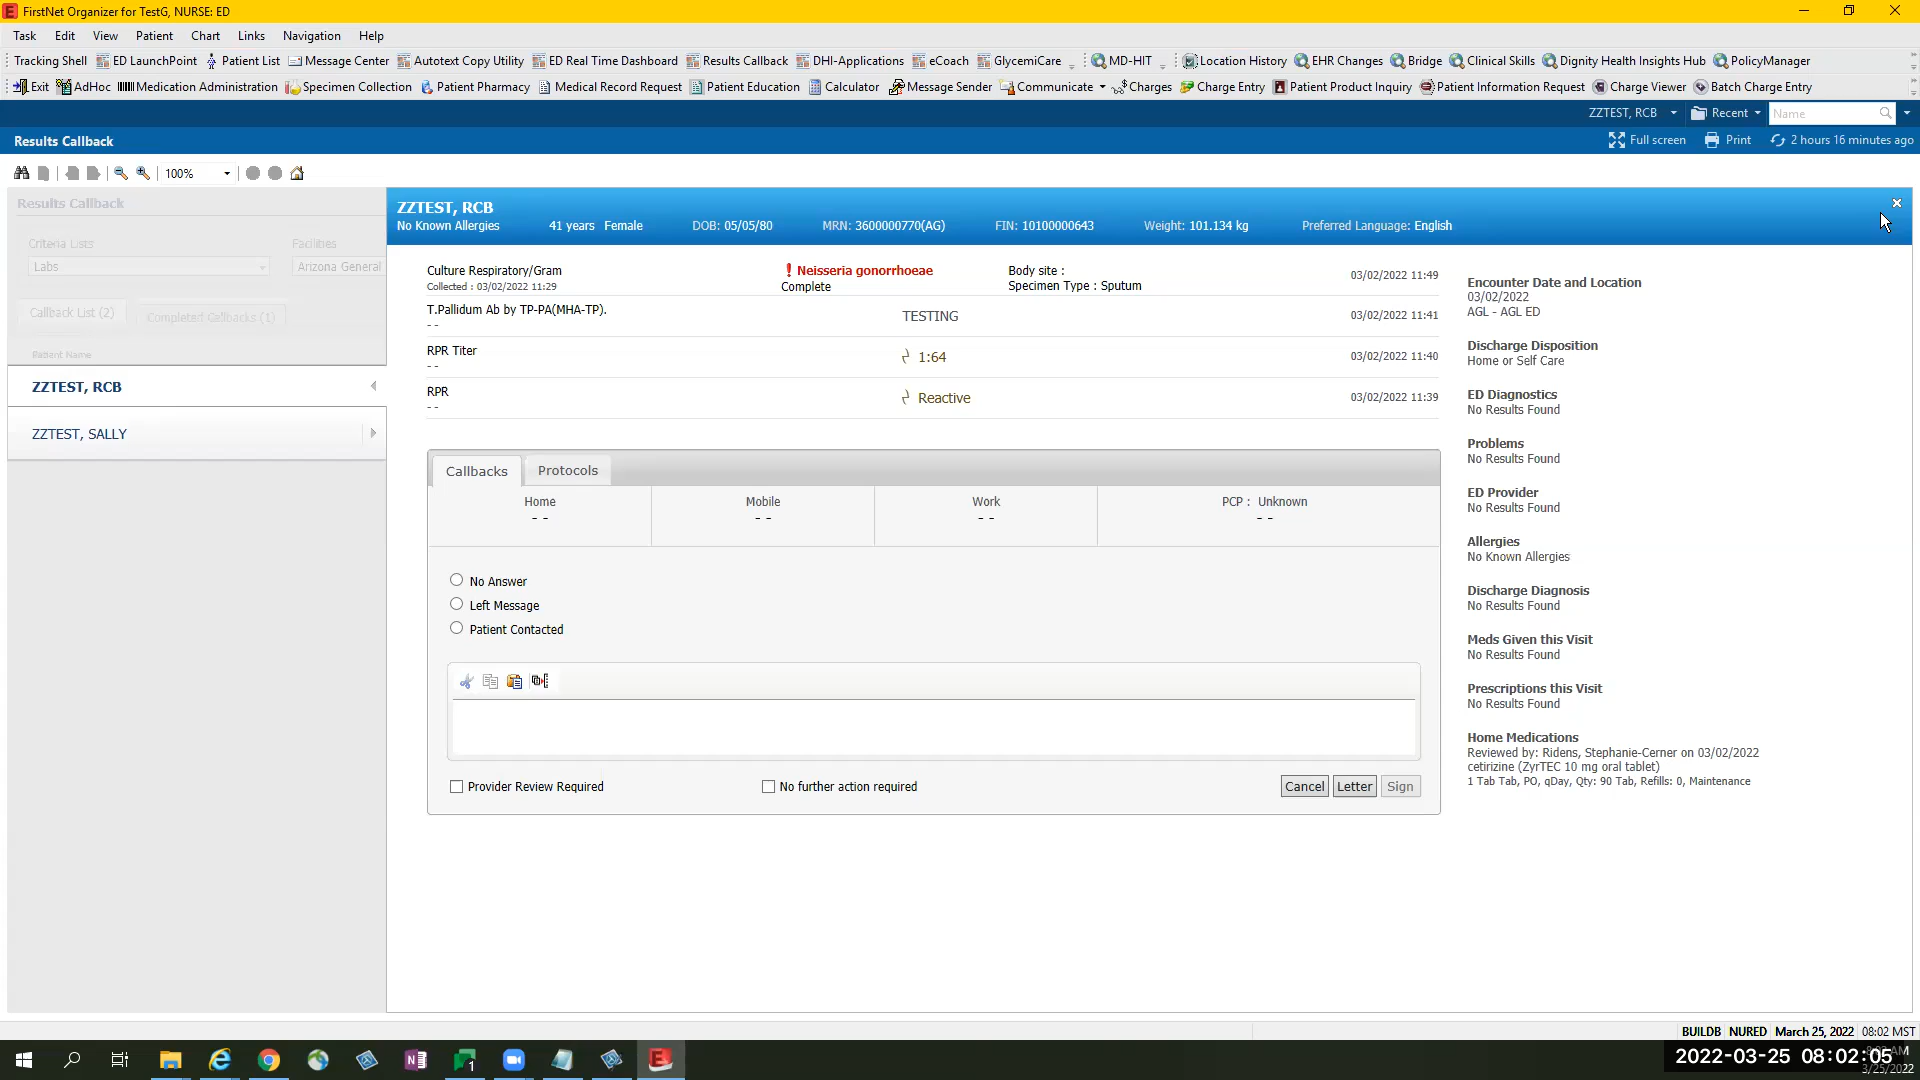 FirstNet Organizer for TestG, NURSE: ED
Task Edit View Patient Chart Links Navigation Help
Tracking Shell ED LaunchPoint Patient List Message Center Autotext Copy Utility ED Real Time Dashboard Results Callback DHI-Applications eCoach GlycemiCare MD-HIT Location History EHR Changes Bridge Clinical Skills Dignity Health Insights Hub PolicyManager
Exit AdHoc Medication Administration Specimen Collection Patient Pharmacy Medical Record Request Patient Education Calculator Message Sender Communicate Charges Charge Entry Patient Product Inquiry Patient Information Request Charge Viewer Batch Charge Entry
ZZTEST, RCB Recent Name
Results Callback Full screen Print 2 hours 16 minutes ago
100%
Results Callback
Criteria Lists Facilities
Labs Arizona General
Callback List (2) Completed Callbacks (1)
Patient Name
ZZTEST, RCB
ZZTEST, SALLY
ZZTEST, RCB
No Known Allergies 41 years Female DOB: 05/05/80 MRN: 3600000770(AG) FIN: 10100000643 Weight: 101.134 kg Preferred Language: English
Culture Respiratory/Gram ! Neisseria gonorrhoeae Body site : 03/02/2022 11:49
Collected : 03/02/2022 11:29 Complete Specimen Type : Sputum
T.Pallidum Ab by TP-PA(MHA-TP). TESTING 03/02/2022 11:41
- -
RPR Titer 1:64 03/02/2022 11:40
- -
RPR Reactive 03/02/2022 11:39
- -
Callbacks Protocols
Home Mobile Work PCP : Unknown
- - - - - - - -
No Answer
Left Message
Patient Contacted
Provider Review Required No further action required Cancel Letter Sign
Encounter Date and Location
03/02/2022
AGL - AGL ED
Discharge Disposition
Home or Self Care
ED Diagnostics
No Results Found
Problems
No Results Found
ED Provider
No Results Found
Allergies
No Known Allergies
Discharge Diagnosis
No Results Found
Meds Given this Visit
No Results Found
Prescriptions this Visit
No Results Found
Home Medications
Reviewed by: Ridens, Stephanie-Cerner on 03/02/2022
cetirizine (ZyrTEC 10 mg oral tablet)
1 Tab Tab, PO, qDay, Qty: 90 Tab, Refills: 0, Maintenance
BUILDB NURED March 25, 2022 08:02 MST
2022-03-25 08:02:05
3/25/2022